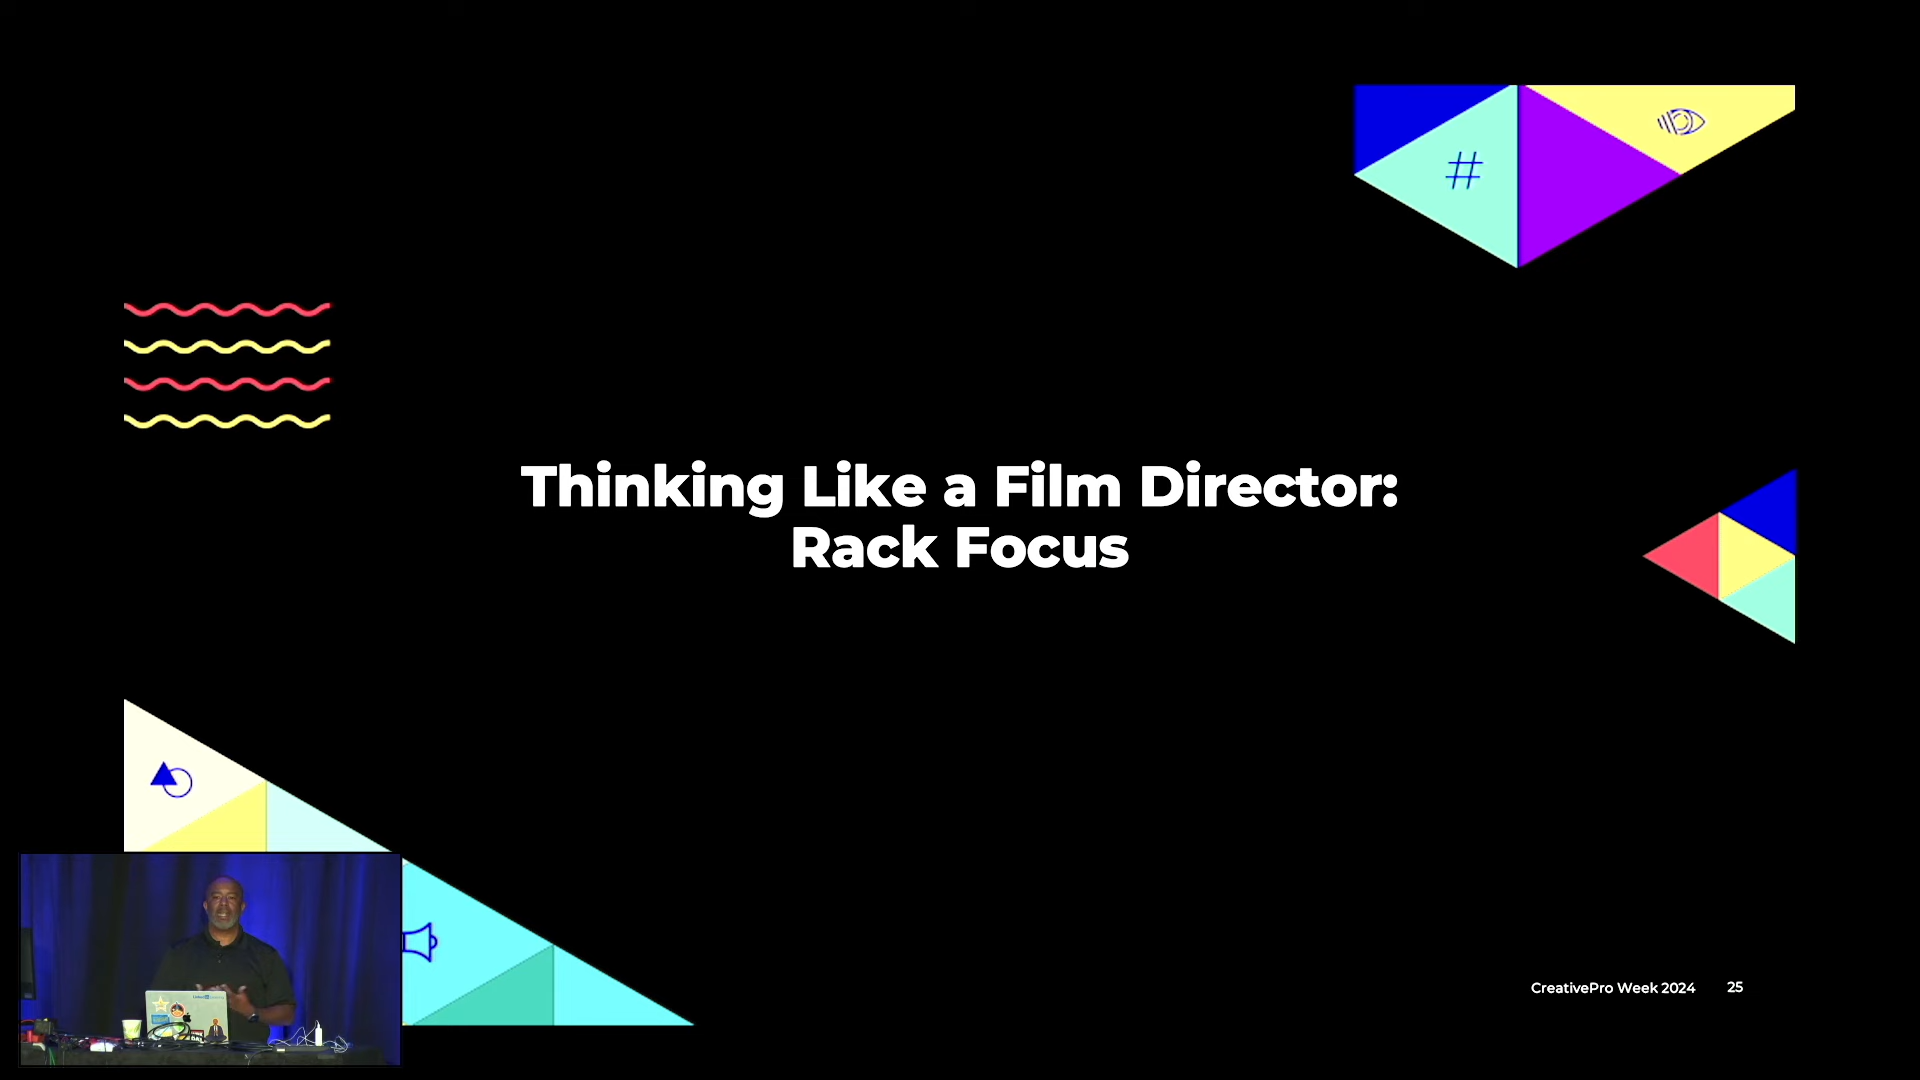 #
Thinking Like a Film Director:
Rack Focus
CreativePro Week 2024
25